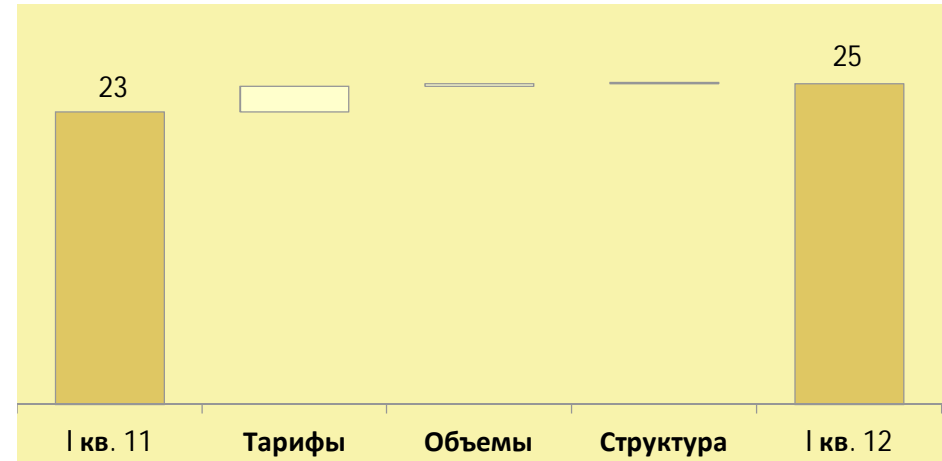 23
25
I кв. 11
Тарифы
Объемы
Структура
I кв. 12